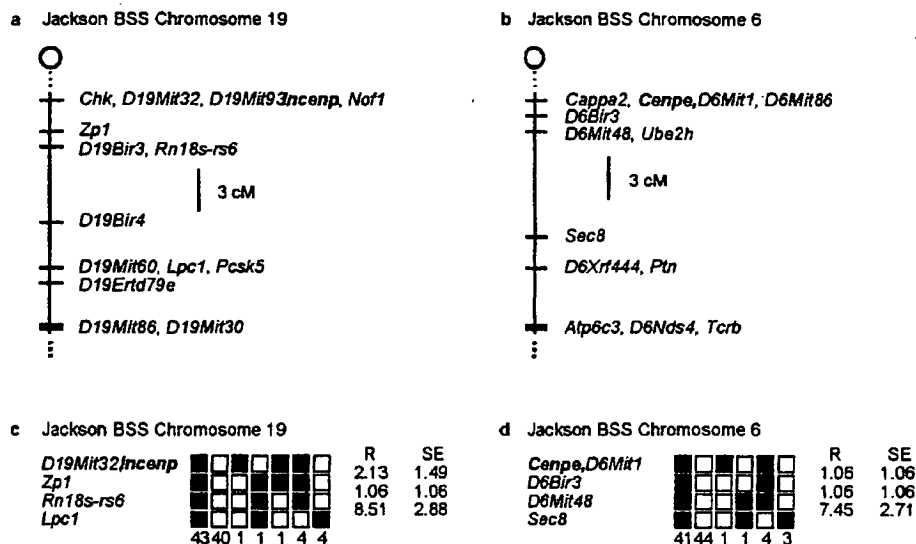 a Jackson BSS Chromosome 19
Chk, D19Mit32, D19Mit93Incenp, Nof1
Zp1
D19Bir3, Rn18s-rs6
3 cM
D19Bir4
D19Mit60, Lpc1, Pcsk5
D19Ertd79e
D19Mit86, D19Mit30
b Jackson BSS Chromosome 6
Cappa2, Cenpe,D6Mit1, D6Mit86
D6Bir3
D6Mit48, Ube2h
3 cM
Sec8
D6Xrf444, Ptn
Atp6c3, D6Nds4, Tcrb
c Jackson BSS Chromosome 19
R SE
D19Mit32/Incenp
2.13 1.49
Zp1
1.06 1.06
Rn18s-rs6
8.51 2.88
Lpc1
43 40 1 1 1 4 4
d Jackson BSS Chromosome 6
R SE
Cenpe,D6Mit1
1.06 1.06
D6Bir3
1.06 1.06
D6Mit48
7.45 2.71
Sec8
41 44 1 1 4 3